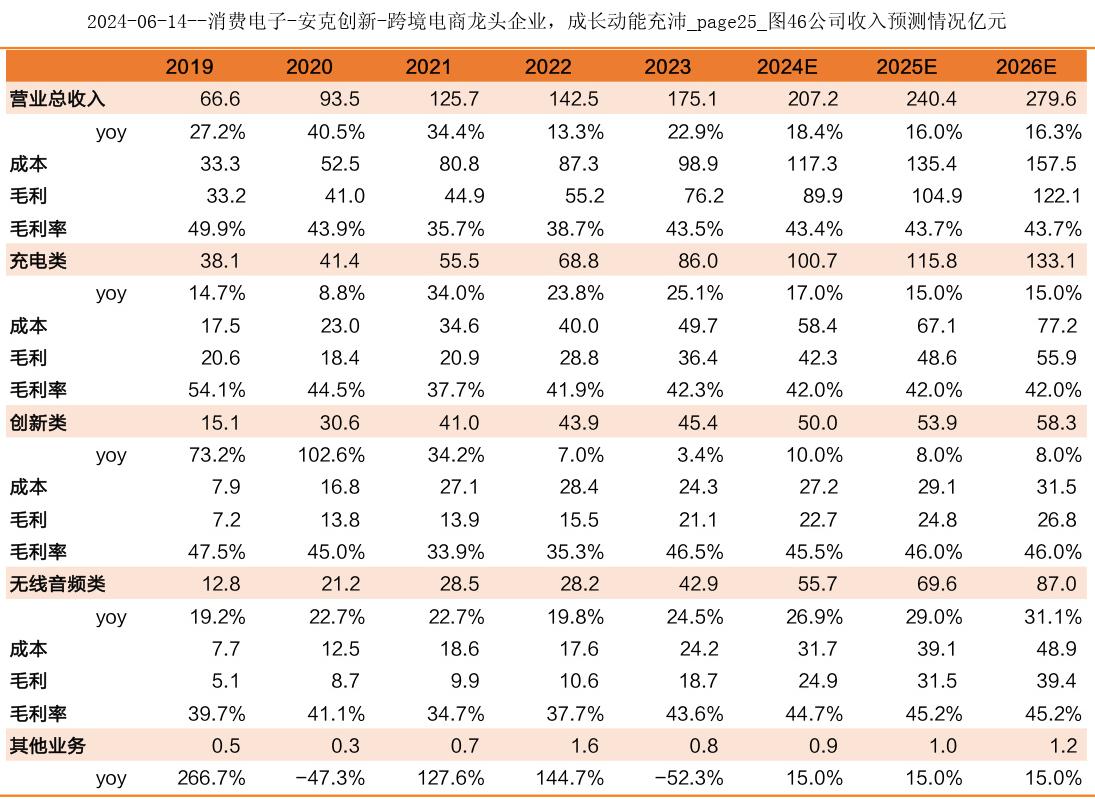 2024-06-14--消费电子-安克创新-跨境电商龙头企业，成长动能充沛_page25_图46公司收入预测情况亿元
2019 2020 2021 2022 2023 2024E 2025E 2026E
营业总收入 66.6 93.5 125.7 142.5 175.1 207.2 240.4 279.6
yoy 27.2% 40.5% 34.4% 13.3% 22.9% 18.4% 16.0% 16.3%
成本 33.3 52.5 80.8 87.3 98.9 117.3 135.4 157.5
毛利 33.2 41.0 44.9 55.2 76.2 89.9 104.9 122.1
毛利率 49.9% 43.9% 35.7% 38.7% 43.5% 43.4% 43.7% 43.7%
充电类 38.1 41.4 55.5 68.8 86.0 100.7 115.8 133.1
yoy 14.7% 8.8% 34.0% 23.8% 25.1% 17.0% 15.0% 15.0%
成本 17.5 23.0 34.6 40.0 49.7 58.4 67.1 77.2
毛利 20.6 18.4 20.9 28.8 36.4 42.3 48.6 55.9
毛利率 54.1% 44.5% 37.7% 41.9% 42.3% 42.0% 42.0% 42.0%
创新类 15.1 30.6 41.0 43.9 45.4 50.0 53.9 58.3
yoy 73.2% 102.6% 34.2% 7.0% 3.4% 10.0% 8.0% 8.0%
成本 7.9 16.8 27.1 28.4 24.3 27.2 29.1 31.5
毛利 7.2 13.8 13.9 15.5 21.1 22.7 24.8 26.8
毛利率 47.5% 45.0% 33.9% 35.3% 46.5% 45.5% 46.0% 46.0%
无线音频类 12.8 21.2 28.5 28.2 42.9 55.7 69.6 87.0
yoy 19.2% 22.7% 22.7% 19.8% 24.5% 26.9% 29.0% 31.1%
成本 7.7 12.5 18.6 17.6 24.2 31.7 39.1 48.9
毛利 5.1 8.7 9.9 10.6 18.7 24.9 31.5 39.4
毛利率 39.7% 41.1% 34.7% 37.7% 43.6% 44.7% 45.2% 45.2%
其他业务 0.5 0.3 0.7 1.6 0.8 0.9 1.0 1.2
yoy 266.7% −47.3% 127.6% 144.7% −52.3% 15.0% 15.0% 15.0%